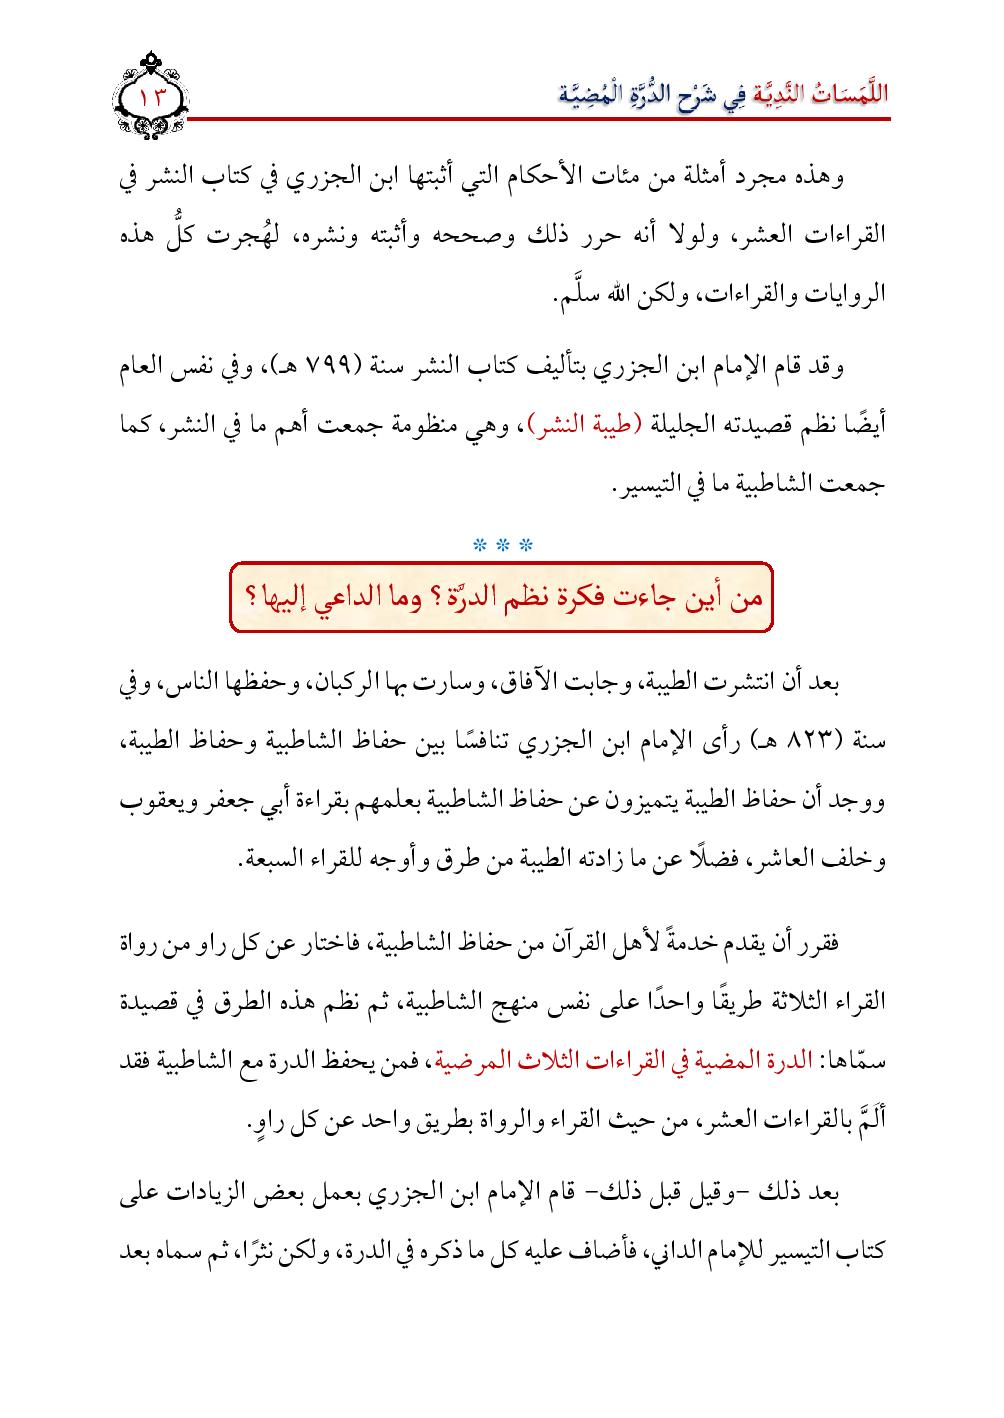 اللَّمَسَاتُ النَّدِيَّة فِي شَرْحِ الدُّرَّةِ الْمُضِيَّة
١٣
وهذه مجرد أمثلة من مئات الأحكام التي أثبتها ابن الجزري في كتاب النشر في
القراءات العشر، ولولا أنه حرر ذلك وصححه وأثبته ونشره، لهُجرت كلُّ هذه
الروايات والقراءات، ولكن الله سلَّم.
وقد قام الإمام ابن الجزري بتأليف كتاب النشر سنة (٧٩٩ هـ)، وفي نفس العام
أيضًا نظم قصيدته الجليلة (طيبة النشر)، وهي منظومة جمعت أهم ما في النشر، كما
جمعت الشاطبية ما في التيسير.
* * *
من أين جاءت فكرة نظم الدرَّة؟ وما الداعي إليها؟
بعد أن انتشرت الطيبة، وجابت الآفاق، وسارت بها الركبان، وحفظها الناس، وفي
سنة (٨٢٣ هـ) رأى الإمام ابن الجزري تنافسًا بين حفاظ الشاطبية وحفاظ الطيبة،
ووجد أن حفاظ الطيبة يتميزون عن حفاظ الشاطبية بعلمهم بقراءة أبي جعفر ويعقوب
وخلف العاشر، فضلًا عن ما زادته الطيبة من طرق وأوجه للقراء السبعة.
فقرر أن يقدم خدمةً لأهل القرآن من حفاظ الشاطبية، فاختار عن كل راو من رواة
القراء الثلاثة طريقًا واحدًا على نفس منهج الشاطبية، ثم نظم هذه الطرق في قصيدة
سمّاها: الدرة المضية في القراءات الثلاث المرضية، فمن يحفظ الدرة مع الشاطبية فقد
ألَمَّ بالقراءات العشر، من حيث القراء والرواة بطريق واحد عن كل راوٍ.
بعد ذلك -وقيل قبل ذلك- قام الإمام ابن الجزري بعمل بعض الزيادات على
كتاب التيسير للإمام الداني، فأضاف عليه كل ما ذكره في الدرة، ولكن نثرًا، ثم سماه بعد